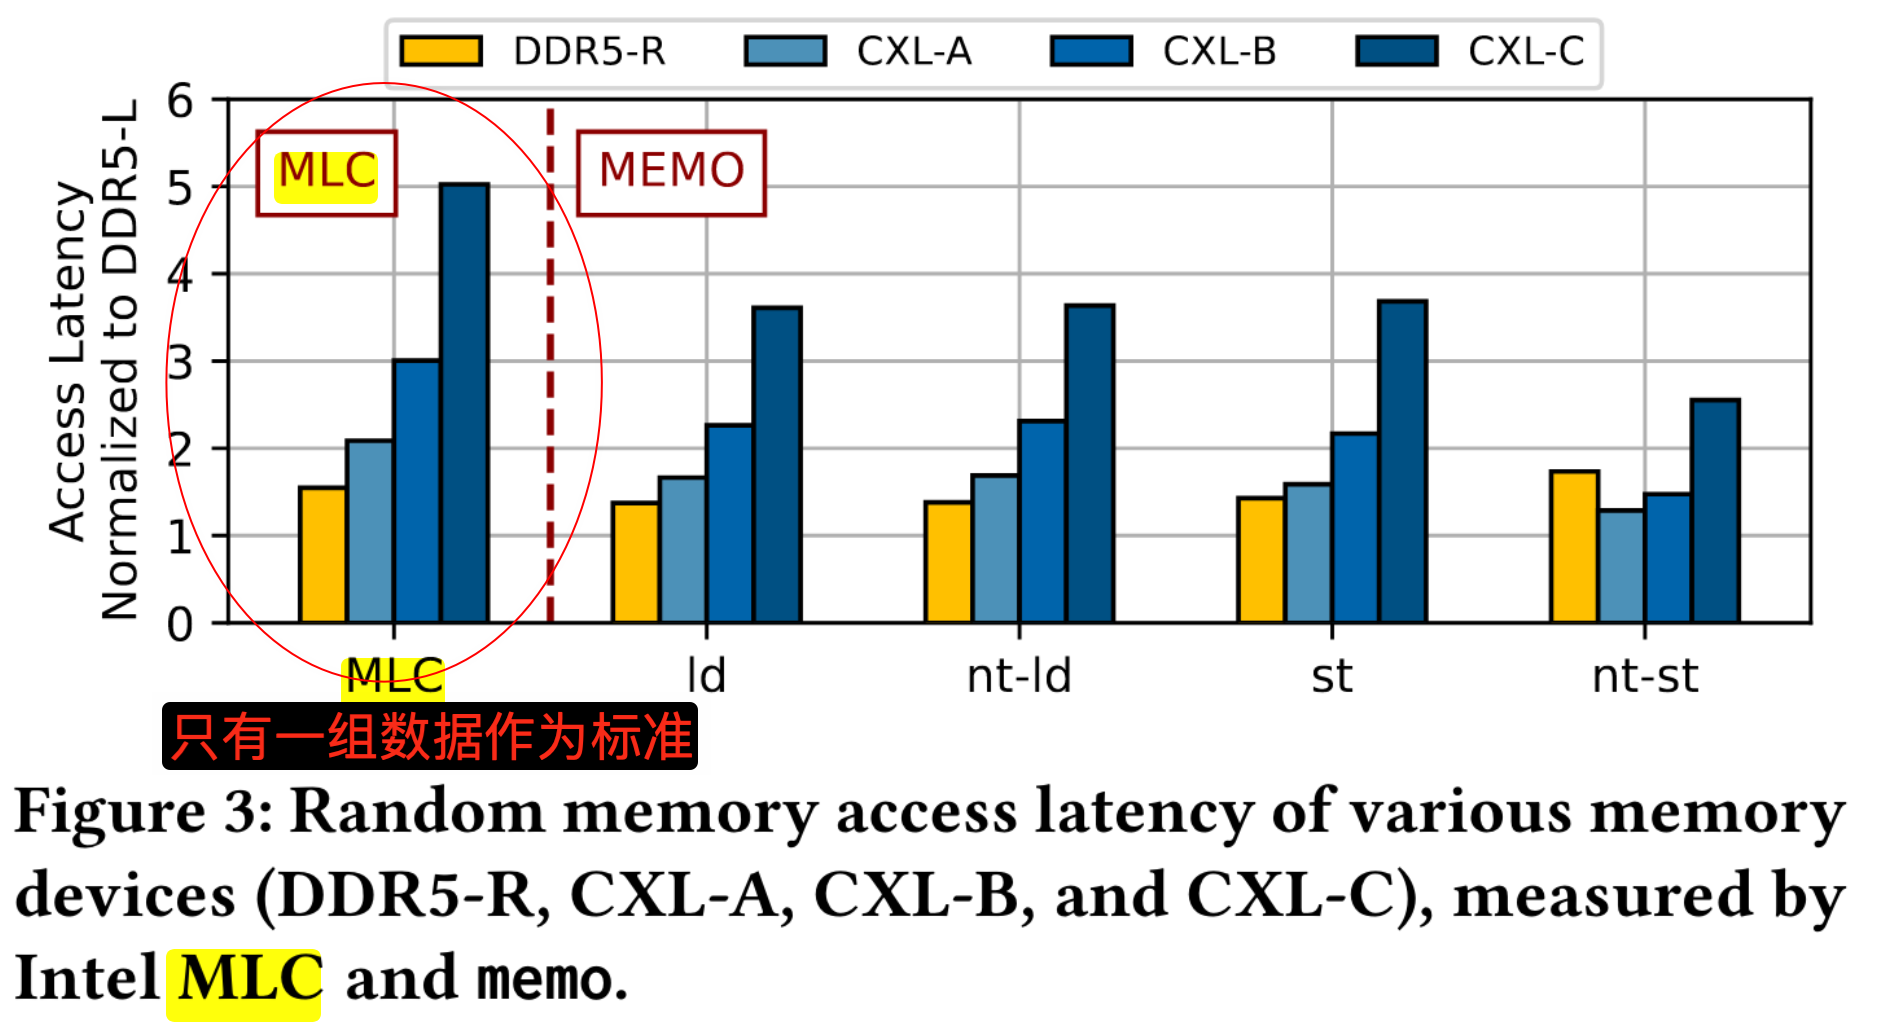 DDR5-R CXL-A CXL-B CXL-C
Access Latency
Normalized to DDR5-L
6
5
4
3
2
1
0
MLC MEMO
MLC ld nt-ld st nt-st
只有一组数据作为标准
Figure 3: Random memory access latency of various memory
devices (DDR5-R, CXL-A, CXL-B, and CXL-C), measured by
Intel MLC and memo.